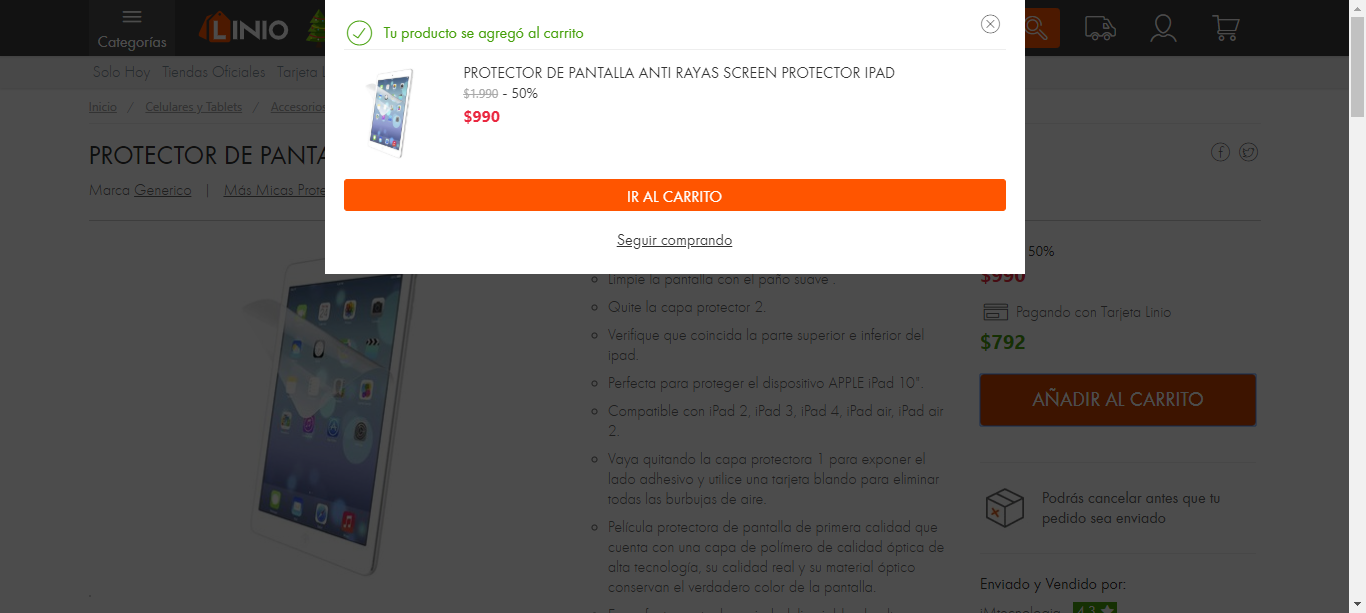 Categorías
LINIO
Tu producto se agregó al carrito
Solo Hoy Tiendas Oficiales Tarjeta L
PROTECTOR DE PANTALLA ANTI RAYAS SCREEN PROTECTOR IPAD
$1.990 - 50%
$990
Inicio / Celulares y Tablets / Accesorios
PROTECTOR DE PANTA
Marca Generico | Más Micas Prote
IR AL CARRITO
Seguir comprando
50%
$990
Pagando con Tarjeta Linio
$792
AÑADIR AL CARRITO
Limpie la pantalla con el paño suave .
Quite la capa protector 2.
Verifique que coincida la parte superior e inferior del
ipad.
Perfecta para proteger el dispositivo APPLE iPad 10".
Compatible con iPad 2, iPad 3, iPad 4, iPad air, iPad air
2.
Vaya quitando la capa protectora 1 para exponer el
lado adhesivo y utilice una tarjeta blando para eliminar
todas las burbujas de aire.
Película protectora de pantalla de primera calidad que
cuenta con una capa de polímero de calidad óptica de
alta tecnología, su calidad real y su material óptico
conservan el verdadero color de la pantalla.
Podrás cancelar antes que tu
pedido sea enviado
Enviado y Vendido por:
4.3